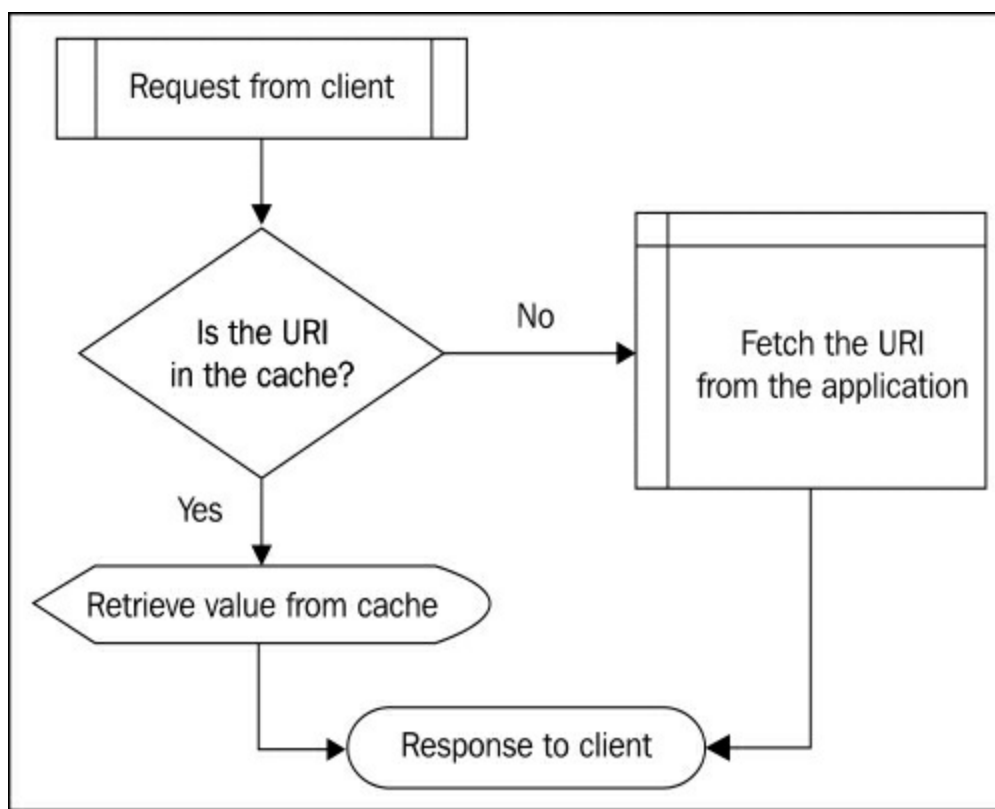 Request from client
Is the URI
in the cache?
No
Fetch the URI
from the application
Yes
Retrieve value from cache
Response to client